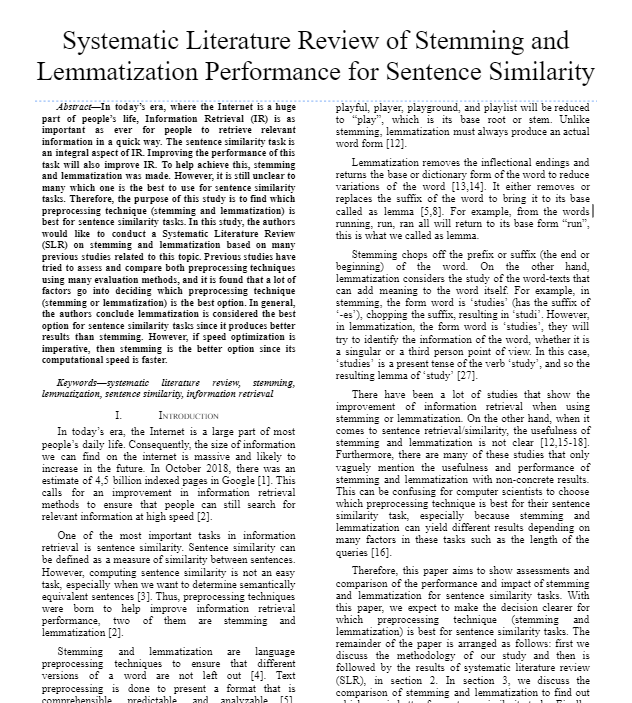 Systematic Literature Review of Stemming and
Lemmatization Performance for Sentence Similarity
Abstract—In today's era, where the Internet is a huge
part of people's life, Information Retrieval (IR) is as
important as ever for people to retrieve relevant
information in a quick way. The sentence similarity task is
an integral aspect of IR. Improving the performance of this
task will also improve IR. To help achieve this, stemming
and lemmatization was made. However, it is still unclear to
many which one is the best to use for sentence similarity
tasks. Therefore, the purpose of this study is to find which
preprocessing technique (stemming and lemmatization) is
best for sentence similarity tasks. In this study, the authors
would like to conduct a Systematic Literature Review
(SLR) on stemming and lemmatization based on many
previous studies related to this topic. Previous studies have
tried to assess and compare both preprocessing techniques
using many evaluation methods, and it is found that a lot of
factors go into deciding which preprocessing technique
(stemming or lemmatization) is the best option. In general,
the authors conclude lemmatization is considered the best
option for sentence similarity tasks since it produces better
results than stemming. However, if speed optimization is
imperative, then stemming is the better option since its
computational speed is faster.
Keywords—systematic literature review, stemming,
lemmatization, sentence similarity, information retrieval
I. INTRODUCTION
In today's era, the Internet is a large part of most
people's daily life. Consequently, the size of information
we can find on the internet is massive and likely to
increase in the future. In October 2018, there was an
estimate of 4,5 billion indexed pages in Google [1]. This
calls for an improvement in information retrieval
methods to ensure that people can still search for
relevant information at high speed [2].
One of the most important tasks in information
retrieval is sentence similarity. Sentence similarity can
be defined as a measure of similarity between sentences.
However, computing sentence similarity is not an easy
task, especially when we want to determine semantically
equivalent sentences [3]. Thus, preprocessing techniques
were born to help improve information retrieval
performance, two of them are stemming and
lemmatization [2].
Stemming and lemmatization are language
preprocessing techniques to ensure that different
versions of a word are not left out [4]. Text
preprocessing is done to present a format that is
comprehensible, predictable, and analyzable [5].
playful, player, playground, and playlist will be reduced
to “play”, which is its base root or stem. Unlike
stemming, lemmatization must always produce an actual
word form [12].
Lemmatization removes the inflectional endings and
returns the base or dictionary form of the word to reduce
variations of the word [13,14]. It either removes or
replaces the suffix of the word to bring it to its base
called as lemma [5,8]. For example, from the words
running, run, ran all will return to its base form “run”,
this is what we called as lemma.
Stemming chops off the prefix or suffix (the end or
beginning) of the word. On the other hand,
lemmatization considers the study of the word-texts that
can add meaning to the word itself. For example, in
stemming, the form word is ‘studies’ (has the suffix of
‘-es’), chopping the suffix, resulting in ‘studi’. However,
in lemmatization, the form word is ‘studies’, they will
try to identify the information of the word, whether it is
a singular or a third person point of view. In this case,
‘studies’ is a present tense of the verb ‘study’, and so the
resulting lemma of ‘study’ [27].
There have been a lot of studies that show the
improvement of information retrieval when using
stemming or lemmatization. On the other hand, when it
comes to sentence retrieval/similarity, the usefulness of
stemming and lemmatization is not clear [12,15-18].
Furthermore, there are many of these studies that only
vaguely mention the usefulness and performance of
stemming and lemmatization with non-concrete results.
This can be confusing for computer scientists to choose
which preprocessing technique is best for their sentence
similarity task, especially because stemming and
lemmatization can yield different results depending on
many factors in these tasks such as the length of the
queries [16].
Therefore, this paper aims to show assessments and
comparison of the performance and impact of stemming
and lemmatization for sentence similarity tasks. With
this paper, we expect to make the decision clearer for
which preprocessing technique (stemming and
lemmatization) is best for sentence similarity tasks. The
remainder of the paper is arranged as follows: first we
discuss the methodology of our study and then is
followed by the results of systematic literature review
(SLR), in section 2. In section 3, we discuss the
comparison of stemming and lemmatization to find out